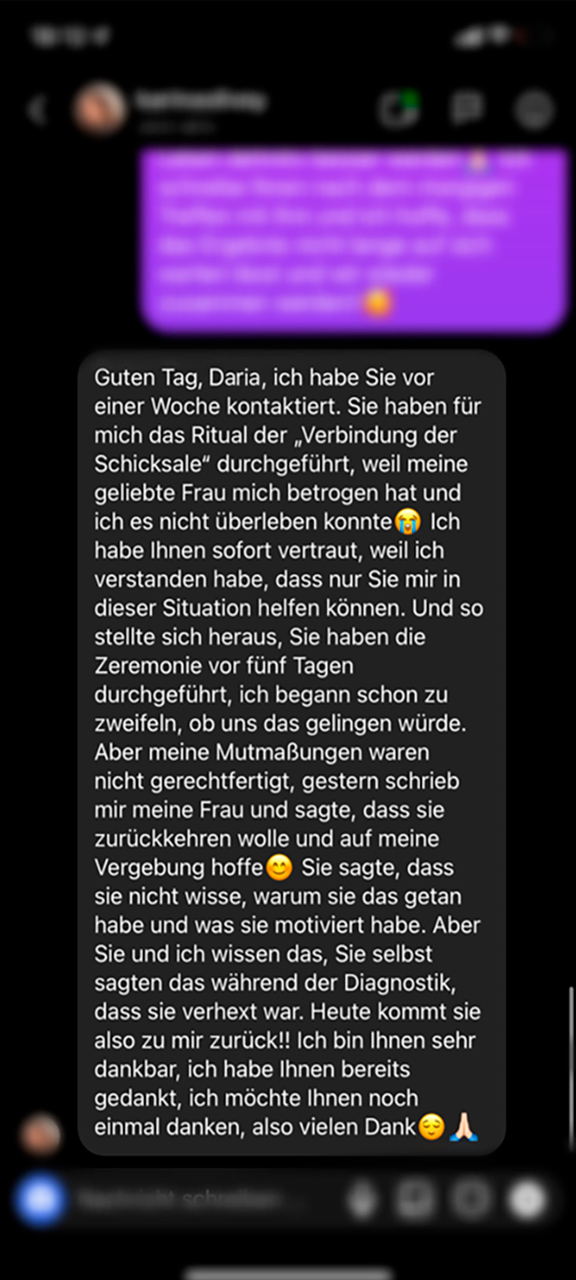 Guten Tag, Daria, ich habe Sie vor
einer Woche kontaktiert. Sie haben für
mich das Ritual der „Verbindung der
Schicksale“ durchgeführt, weil meine
geliebte Frau mich betrogen hat und
ich es nicht überleben konnte😭 Ich
habe Ihnen sofort vertraut, weil ich
verstanden habe, dass nur Sie mir in
dieser Situation helfen können. Und so
stellte sich heraus, Sie haben die
Zeremonie vor fünf Tagen
durchgeführt, ich begann schon zu
zweifeln, ob uns das gelingen würde.
Aber meine Mutmaßungen waren
nicht gerechtfertigt, gestern schrieb
mir meine Frau und sagte, dass sie
zurückkehren wolle und auf meine
Vergebung hoffe😊 Sie sagte, dass
sie nicht wisse, warum sie das getan
habe und was sie motiviert habe. Aber
Sie und ich wissen das, Sie selbst
sagten das während der Diagnostik,
dass sie verhext war. Heute kommt sie
also zu mir zurück!! Ich bin Ihnen sehr
dankbar, ich habe Ihnen bereits
gedankt, ich möchte Ihnen noch
einmal danken, also vielen Dank😌🙏🏻
Nachricht schreiben ...